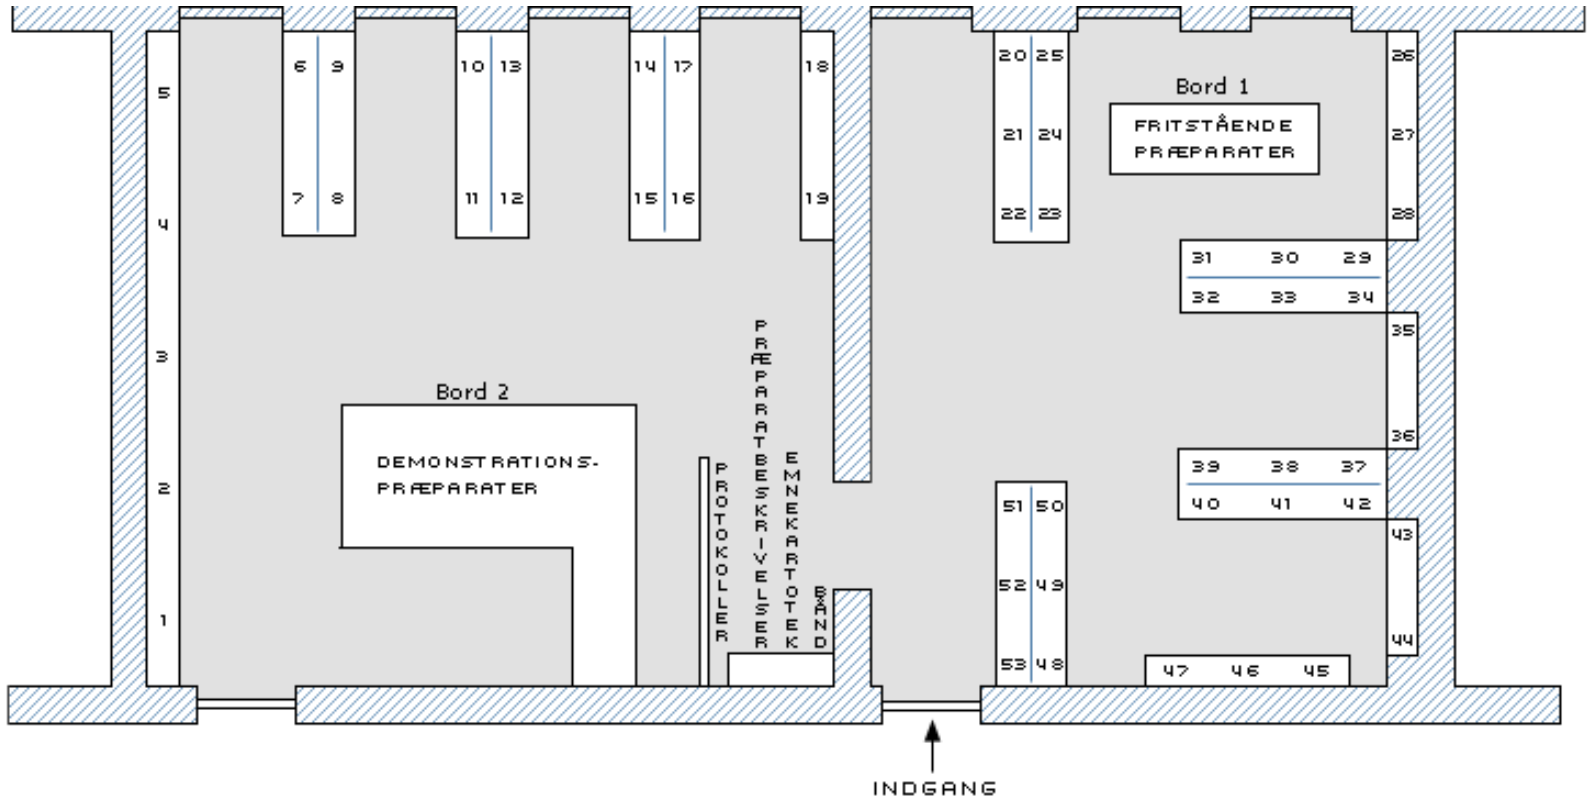 6 9 10 13 14 17 18 20 25 26
5
Bord 1
FRITSTÅENDE
PRÆPARATER
21 24 27
7 8 11 12 15 16 19 22 23 28
4
31 30 29
32 33 34
35
3
Bord 2
36
DEMONSTRATIONS-
PRÆPARATER
PROTOKOLLER
PRÆPARATBESKRIVELSER
EMNEKARTOTEK
BÅND
39 38 37
2
51 50 40 41 42
43
52 49
1
44
53 48 47 46 45
INDGANG